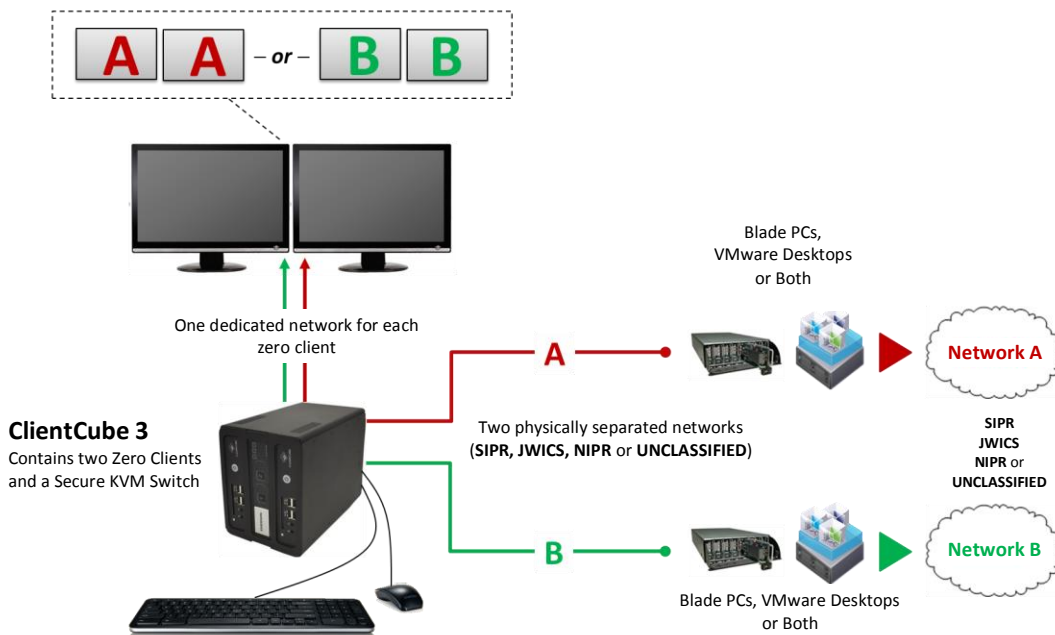 A A – or – B B
Blade PCs,
VMware Desktops
or Both
One dedicated network for each
zero client
A
Network A
ClientCube 3
Contains two Zero Clients
and a Secure KVM Switch
Two physically separated networks
(SIPR, JWICS, NIPR or UNCLASSIFIED)
SIPR
JWICS
NIPR or
UNCLASSIFIED
B
Network B
Blade PCs, VMware Desktops
or Both